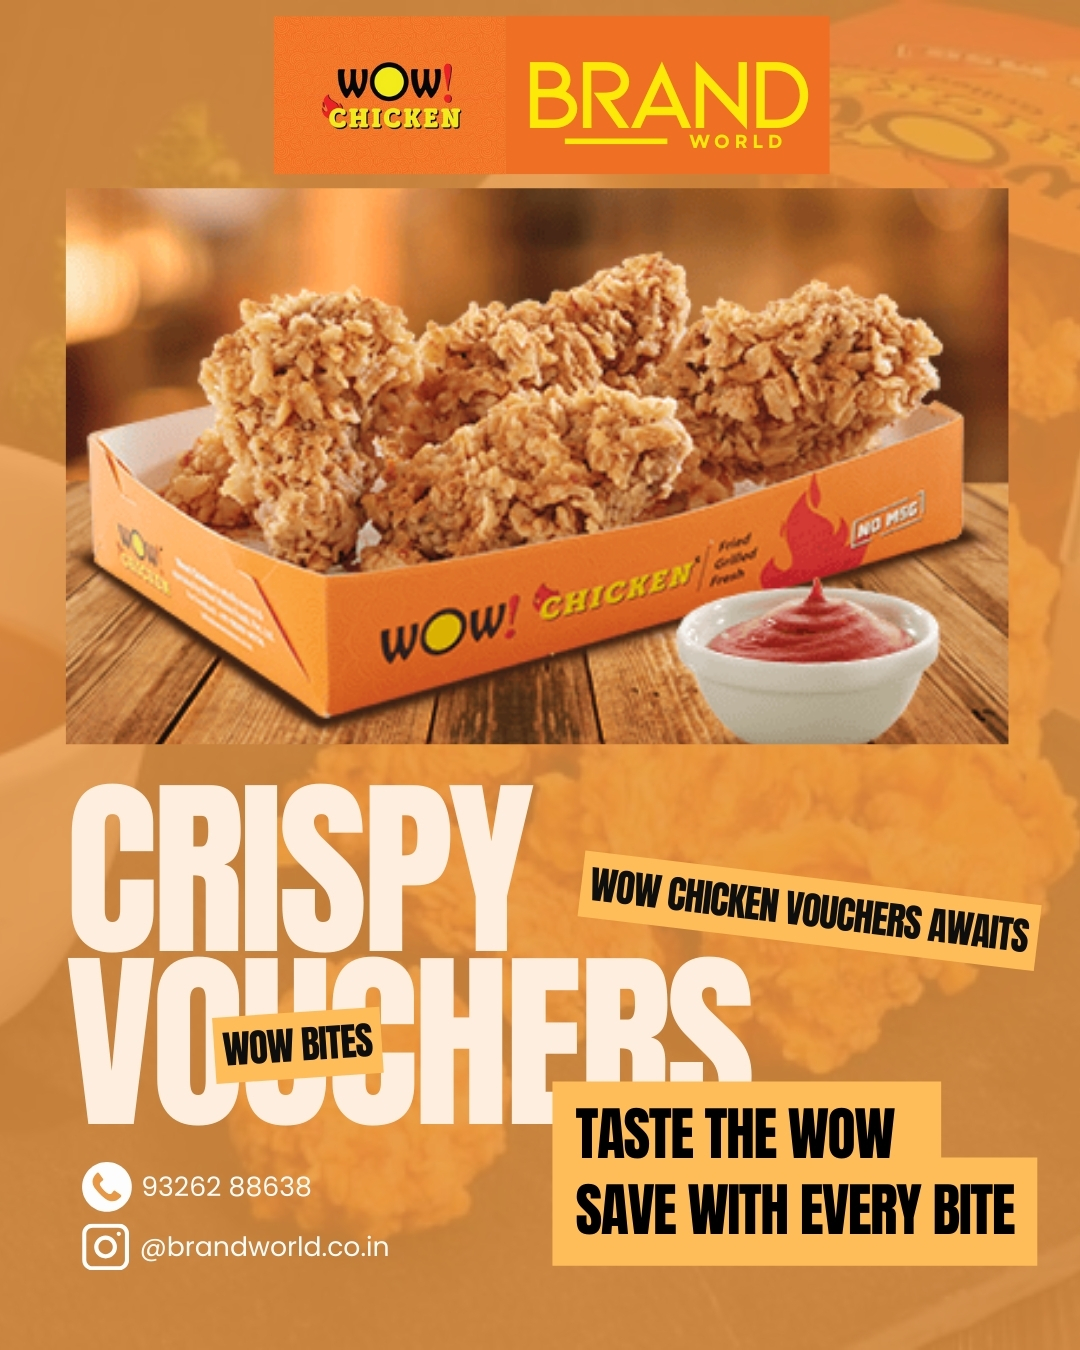 WOW!
CHICKEN
BRAND
WORLD
WOW!
CHICKEN
WOW! CHICKEN
Fried
Grilled
Fresh
NO MSG
CRISPY
VOUCHERS
WOW CHICKEN VOUCHERS AWAITS
WOW BITES
TASTE THE WOW
SAVE WITH EVERY BITE
93262 88638
@brandworld.co.in